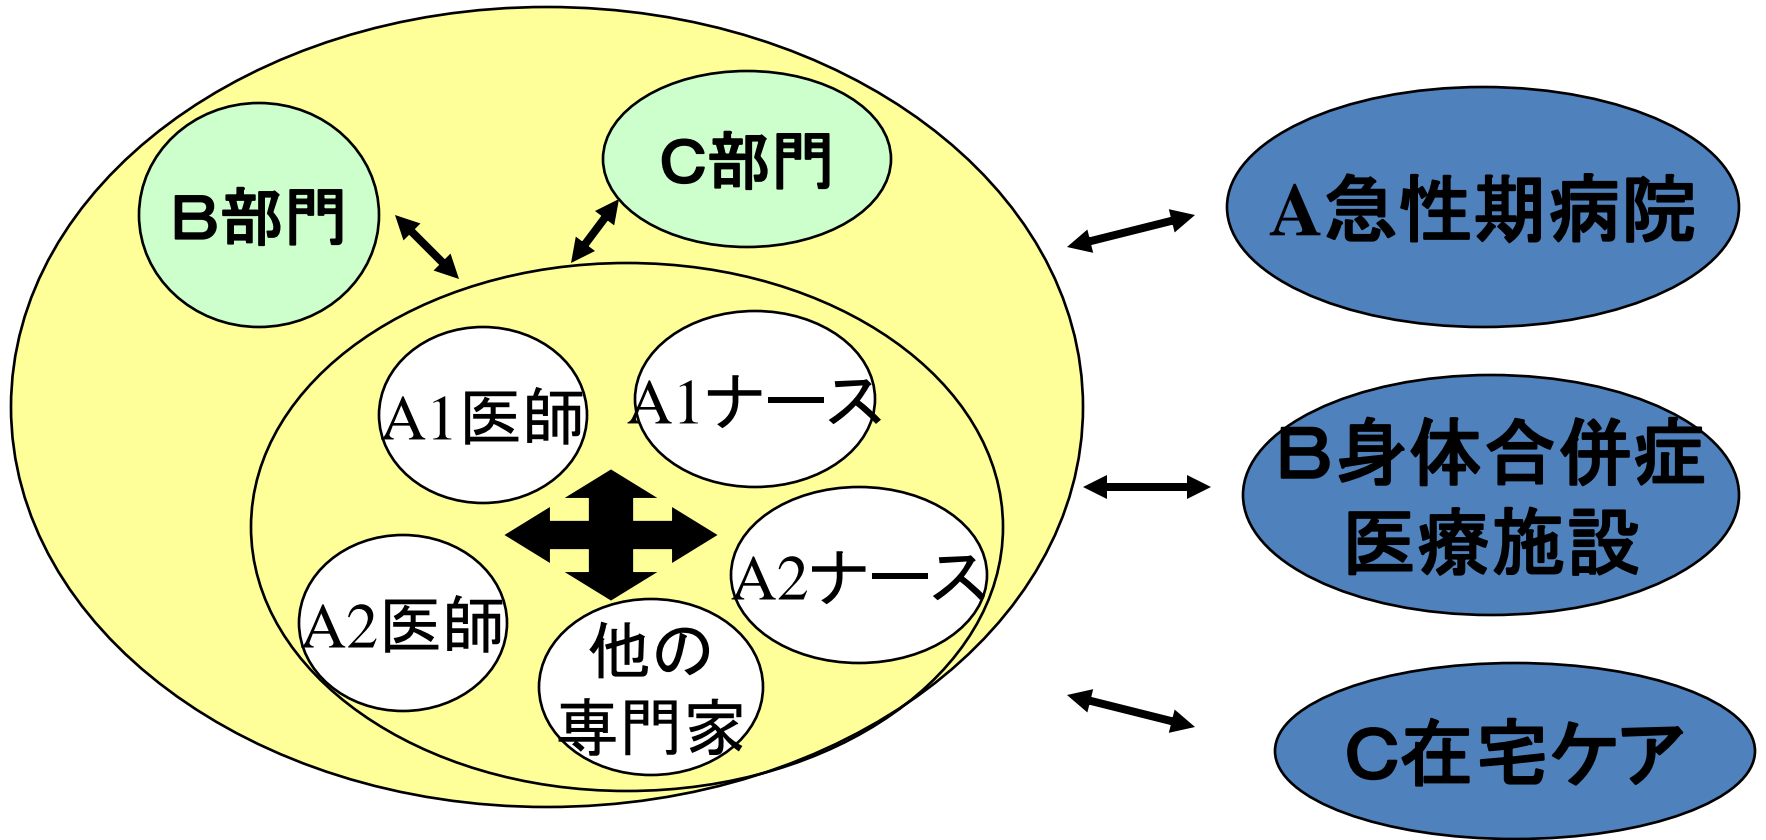 B部門
C部門
A1医師
A1ナース
A2医師
A2ナース
他の
専門家
A急性期病院
B身体合併症
医療施設
C在宅ケア